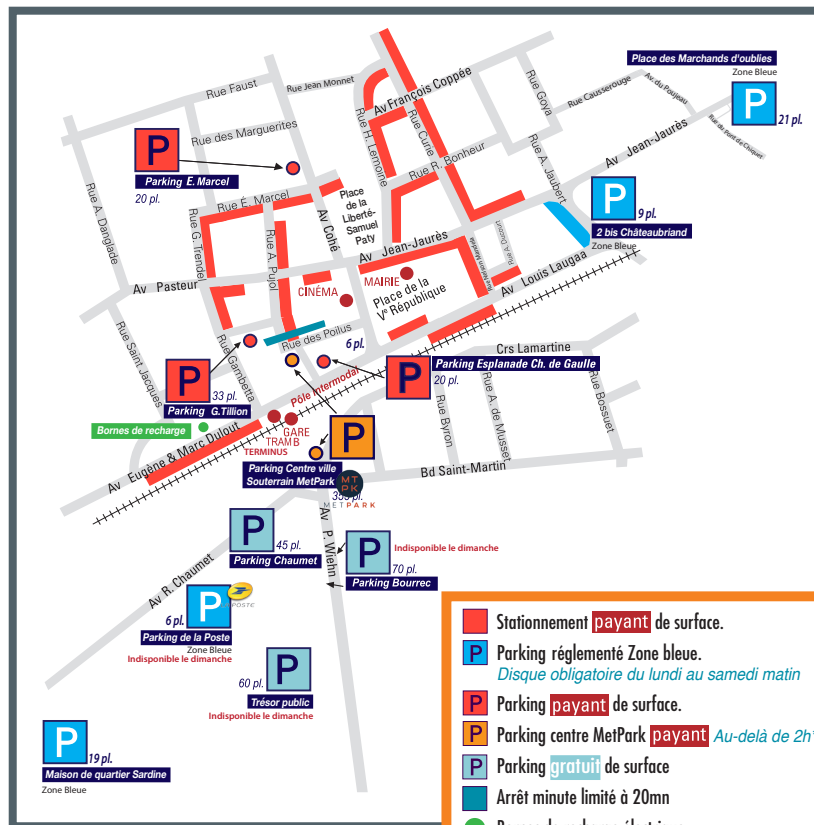 Place des Marchands d'oublies
Zone Bleue
21 pl.
Rue Faust
Rue Jean Monnet
Av François Coppée
Rue Goya
Rue Causserouge
Av. du Poujeau
Rue du pont de Chiquet
Rue des Marguerites
Rue H. Lemoine
Rue Curie
Rue R. Bonheur
Av Jean-Jaurès
Rue A. Jaubert
Parking E. Marcel
20 pl.
Rue A. Danglade
Rue É. Marcel
Rue G. Trendel
Rue A. Pujol
Av Cohé
Place
de la
Liberté-
Samuel
Paty
9 pl.
2 bis Châteaubriand
Zone Bleue
Av Jean-Jaurès
Rue Nelson Mandela
Rue A. Ducourt
Av Louis Laugaa
Av Pasteur
CINÉMA
MAIRIE
Place de la
Ve République
Rue Saint Jacques
Rue Gambetta
Rue des Poilus
6 pl.
Crs Lamartine
Parking Esplanade Ch. de Gaulle
20 pl.
Rue Byron
Rue A. de Musset
Rue Bossuet
33 pl.
Parking G.Tillion
Pôle intermodal
Bornes de recharge
GARE
TRAM B
TERMINUS
Av Eugène & Marc Dulout
Parking Centre ville
Souterrain MetPark
MT
PK
METPARK
pl.
Bd Saint-Martin
Av P. Wiehn
45 pl.
Parking Chaumet
Indisponible le dimanche
70 pl.
Parking Bourrec
Av R. Chaumet
LA POSTE
6 pl.
Parking de la Poste
Zone Bleue
Indisponible le dimanche
60 pl.
Trésor public
Indisponible le dimanche
19 pl.
Maison de quartier Sardine
Zone Bleue
P
P
P
P
P
P
P
P
P
P
P
Stationnement payant de surface.
P Parking réglementé Zone bleue.
Disque obligatoire du lundi au samedi matin
P Parking payant de surface.
P Parking centre MetPark payant Au-delà de 2h*
P Parking gratuit de surface
Arrêt minute limité à 20mn